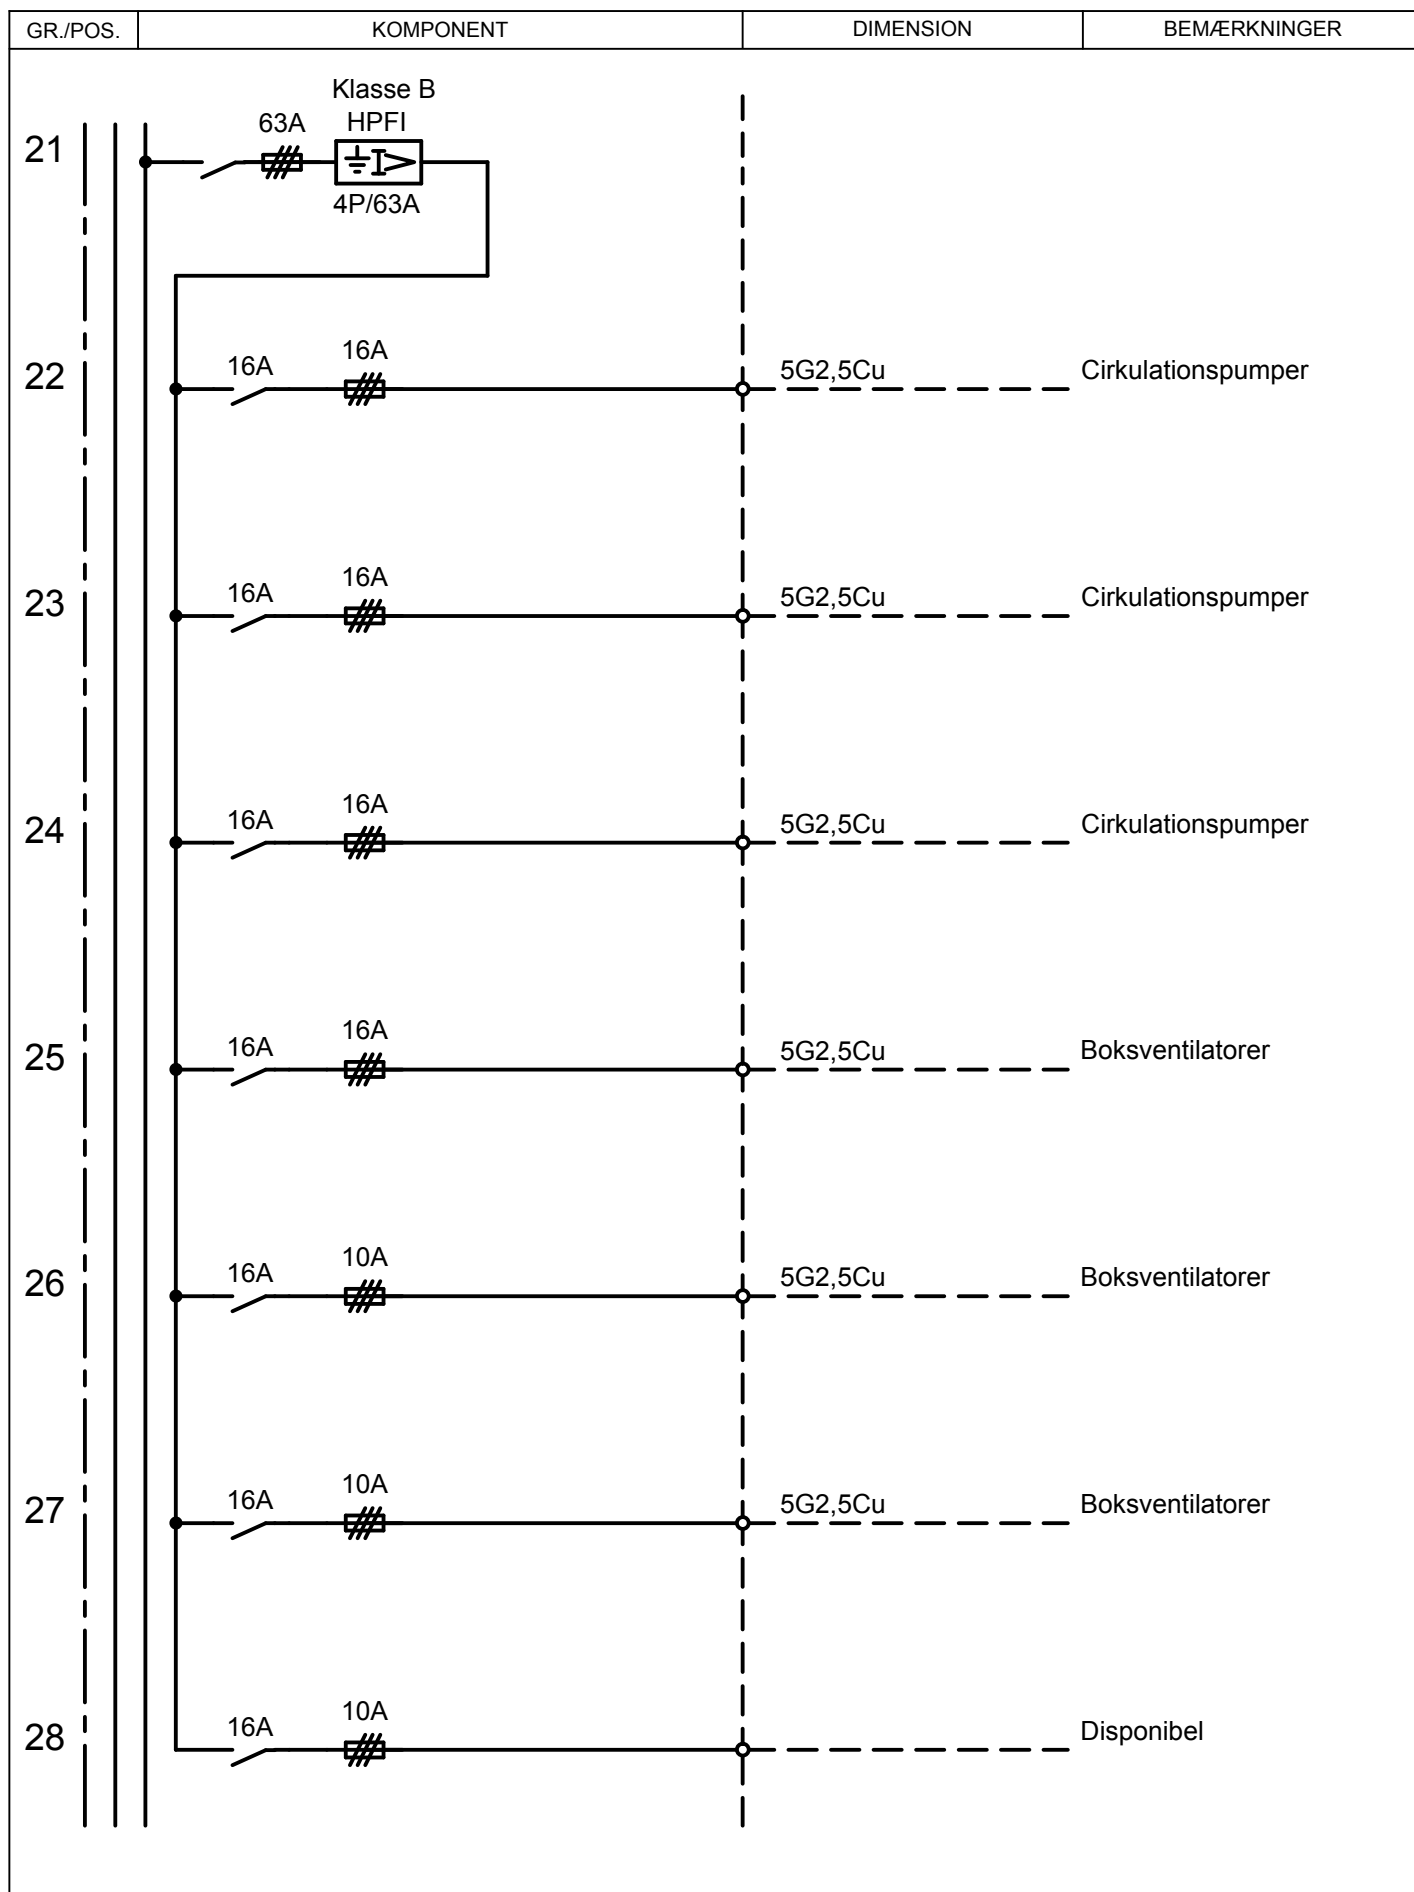 GR./POS. KOMPONENT DIMENSION BEMÆRKNINGER
Klasse B
63A HPFI
21
4P/63A
16A
22 16A 5G2,5Cu Cirkulationspumper
16A
23 16A 5G2,5Cu Cirkulationspumper
16A
24 16A 5G2,5Cu Cirkulationspumper
16A
25 16A 5G2,5Cu Boksventilatorer
10A
26 16A 5G2,5Cu Boksventilatorer
10A
27 16A 5G2,5Cu Boksventilatorer
10A
28 16A Disponibel